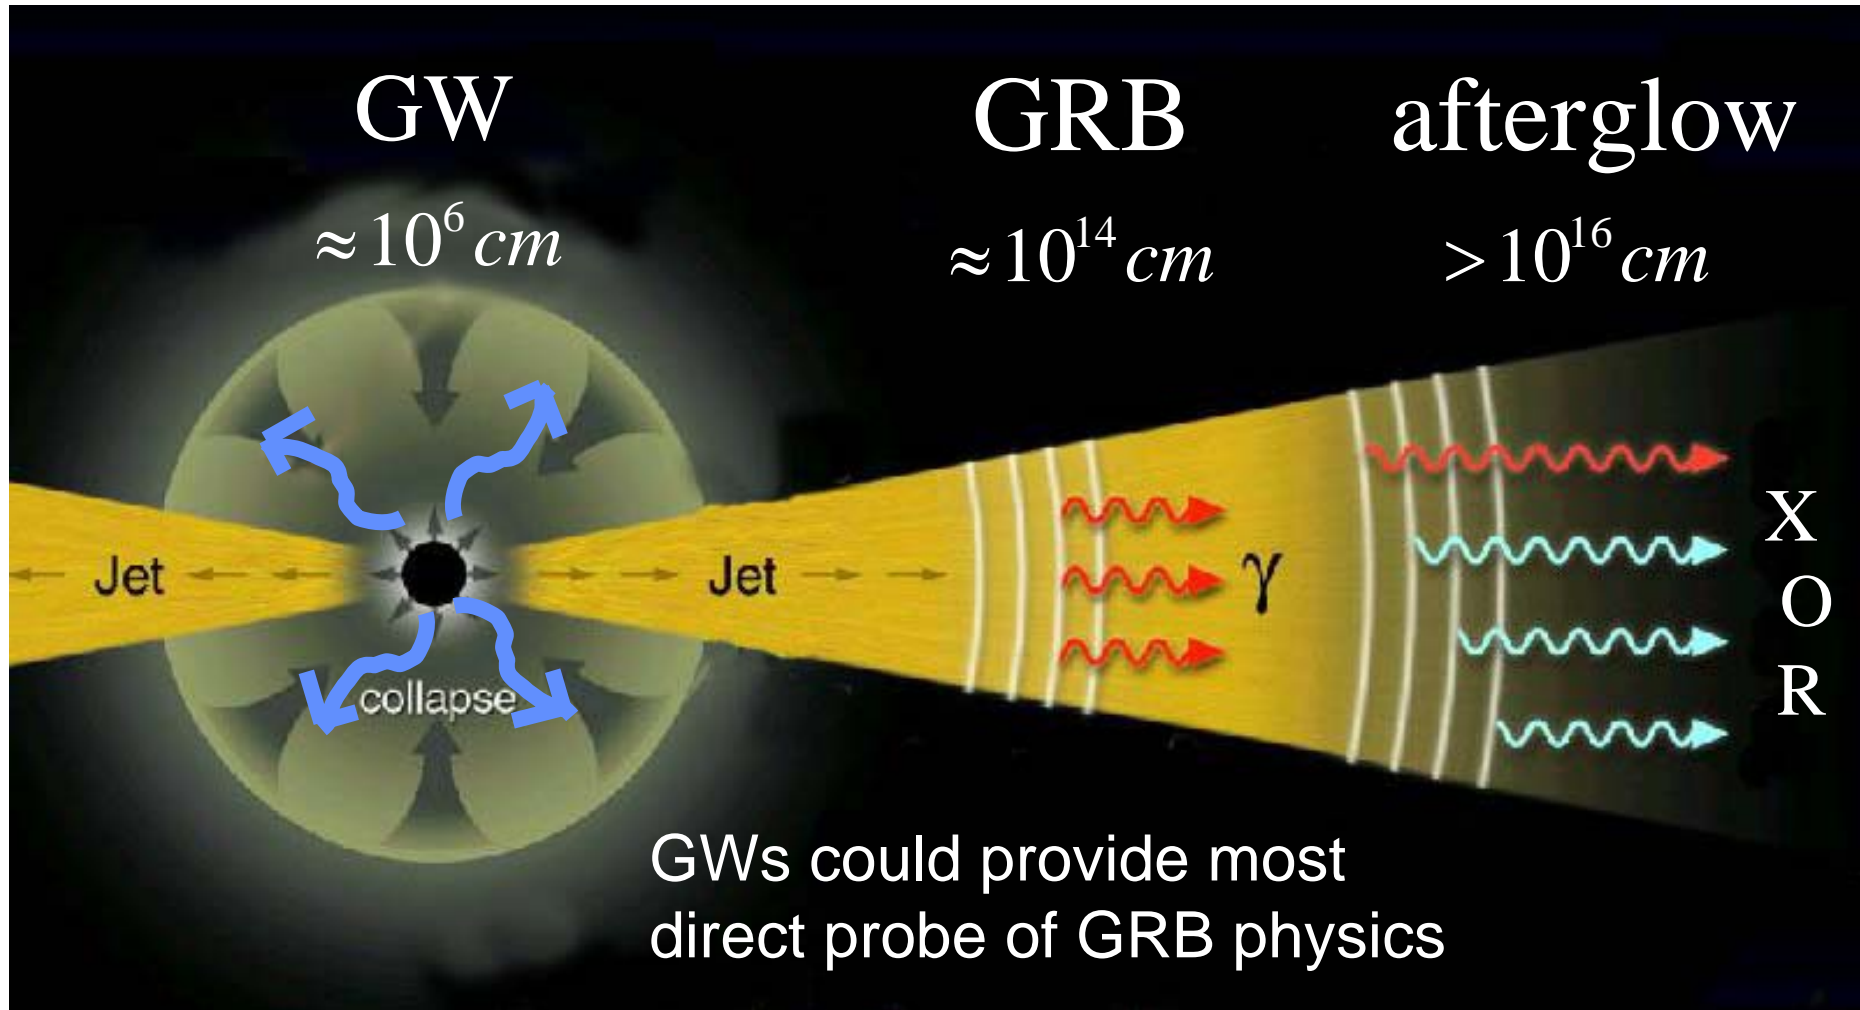 GW
GRB
afterglow
≈10⁶ cm
≈10¹⁴ cm
>10¹⁶ cm
Jet
Jet
γ
X
O
R
collapse
GWs could provide most
direct probe of GRB physics